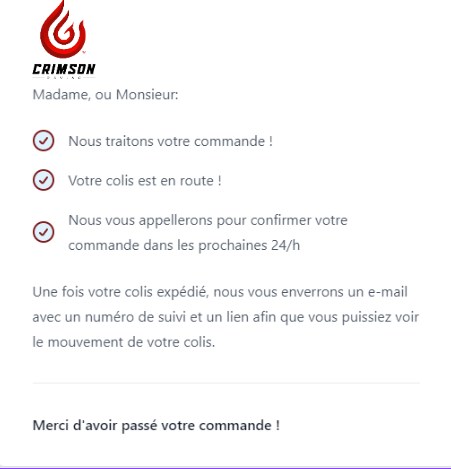 CRIMSON
GAMING
Madame, ou Monsieur:
Nous traitons votre commande !
Votre colis est en route !
Nous vous appellerons pour confirmer votre
commande dans les prochaines 24/h
Une fois votre colis expédié, nous vous enverrons un e-mail
avec un numéro de suivi et un lien afin que vous puissiez voir
le mouvement de votre colis.
Merci d'avoir passé votre commande !